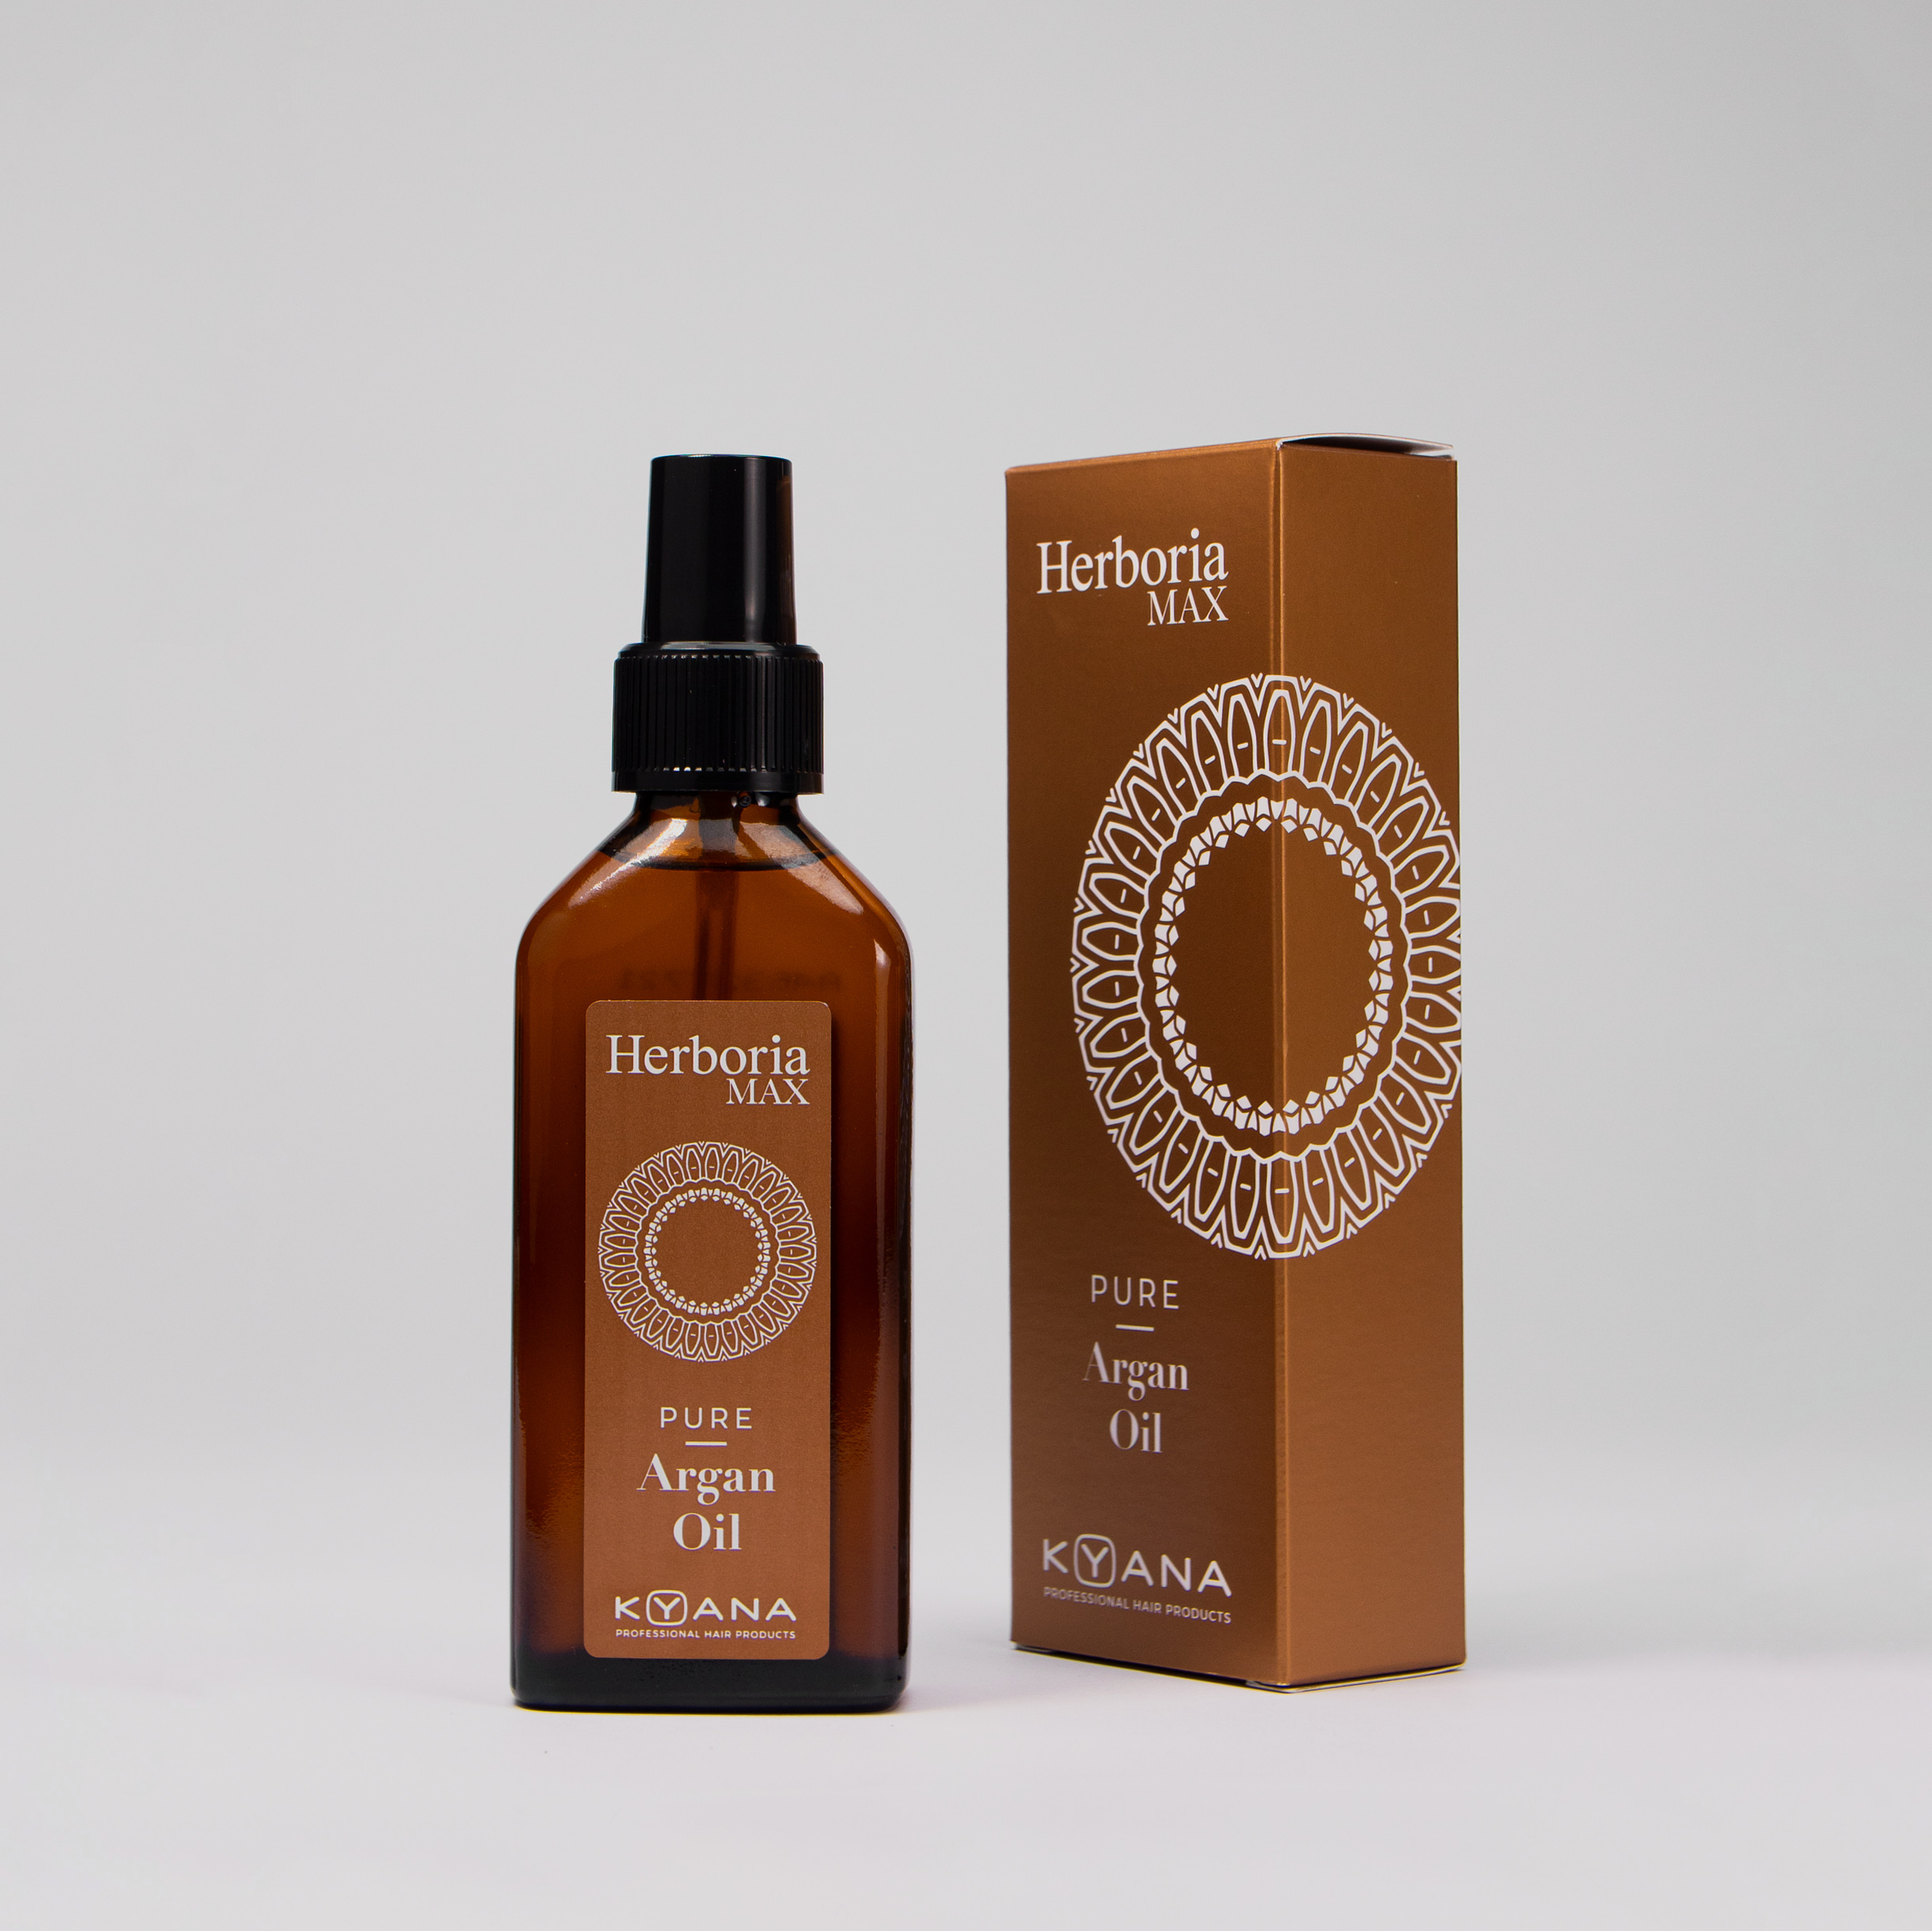 Herboria
MAX
PURE
Argan
Oil
KYANA
PROFESSIONAL HAIR PRODUCTS
Herboria
MAX
PURE
Argan
Oil
KYANA
PROFESSIONAL HAIR PRODUCTS